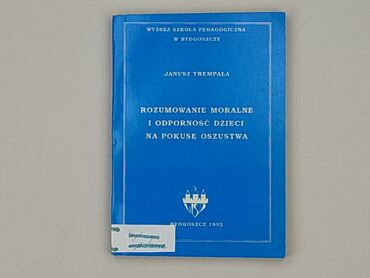 WYŻSZA SZKOŁA PEDAGOGICZNA
W BYDGOSZCZY
JANUSZ TREMPAŁA
ROZUMOWANIE MORALNE
I ODPORNOŚĆ DZIECI
NA POKUSĘ OSZUSTWA
BYDGOSZCZ 1992